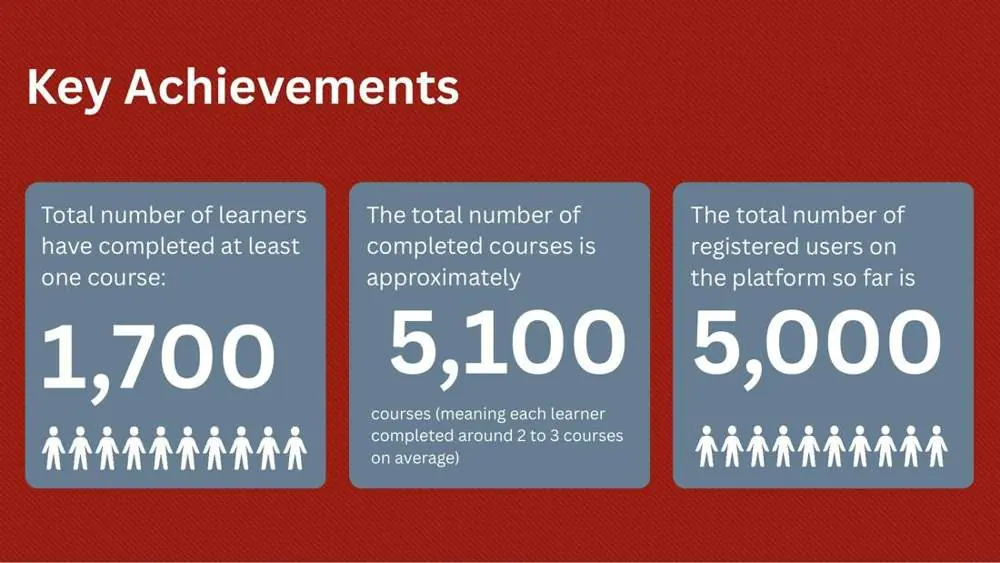 Key Achievements
Total number of learners
have completed at least
one course:
1,700
The total number of
completed courses is
approximately
5,100
courses (meaning each learner
completed around 2 to 3 courses
on average)
The total number of
registered users on
the platform so far is
5,000